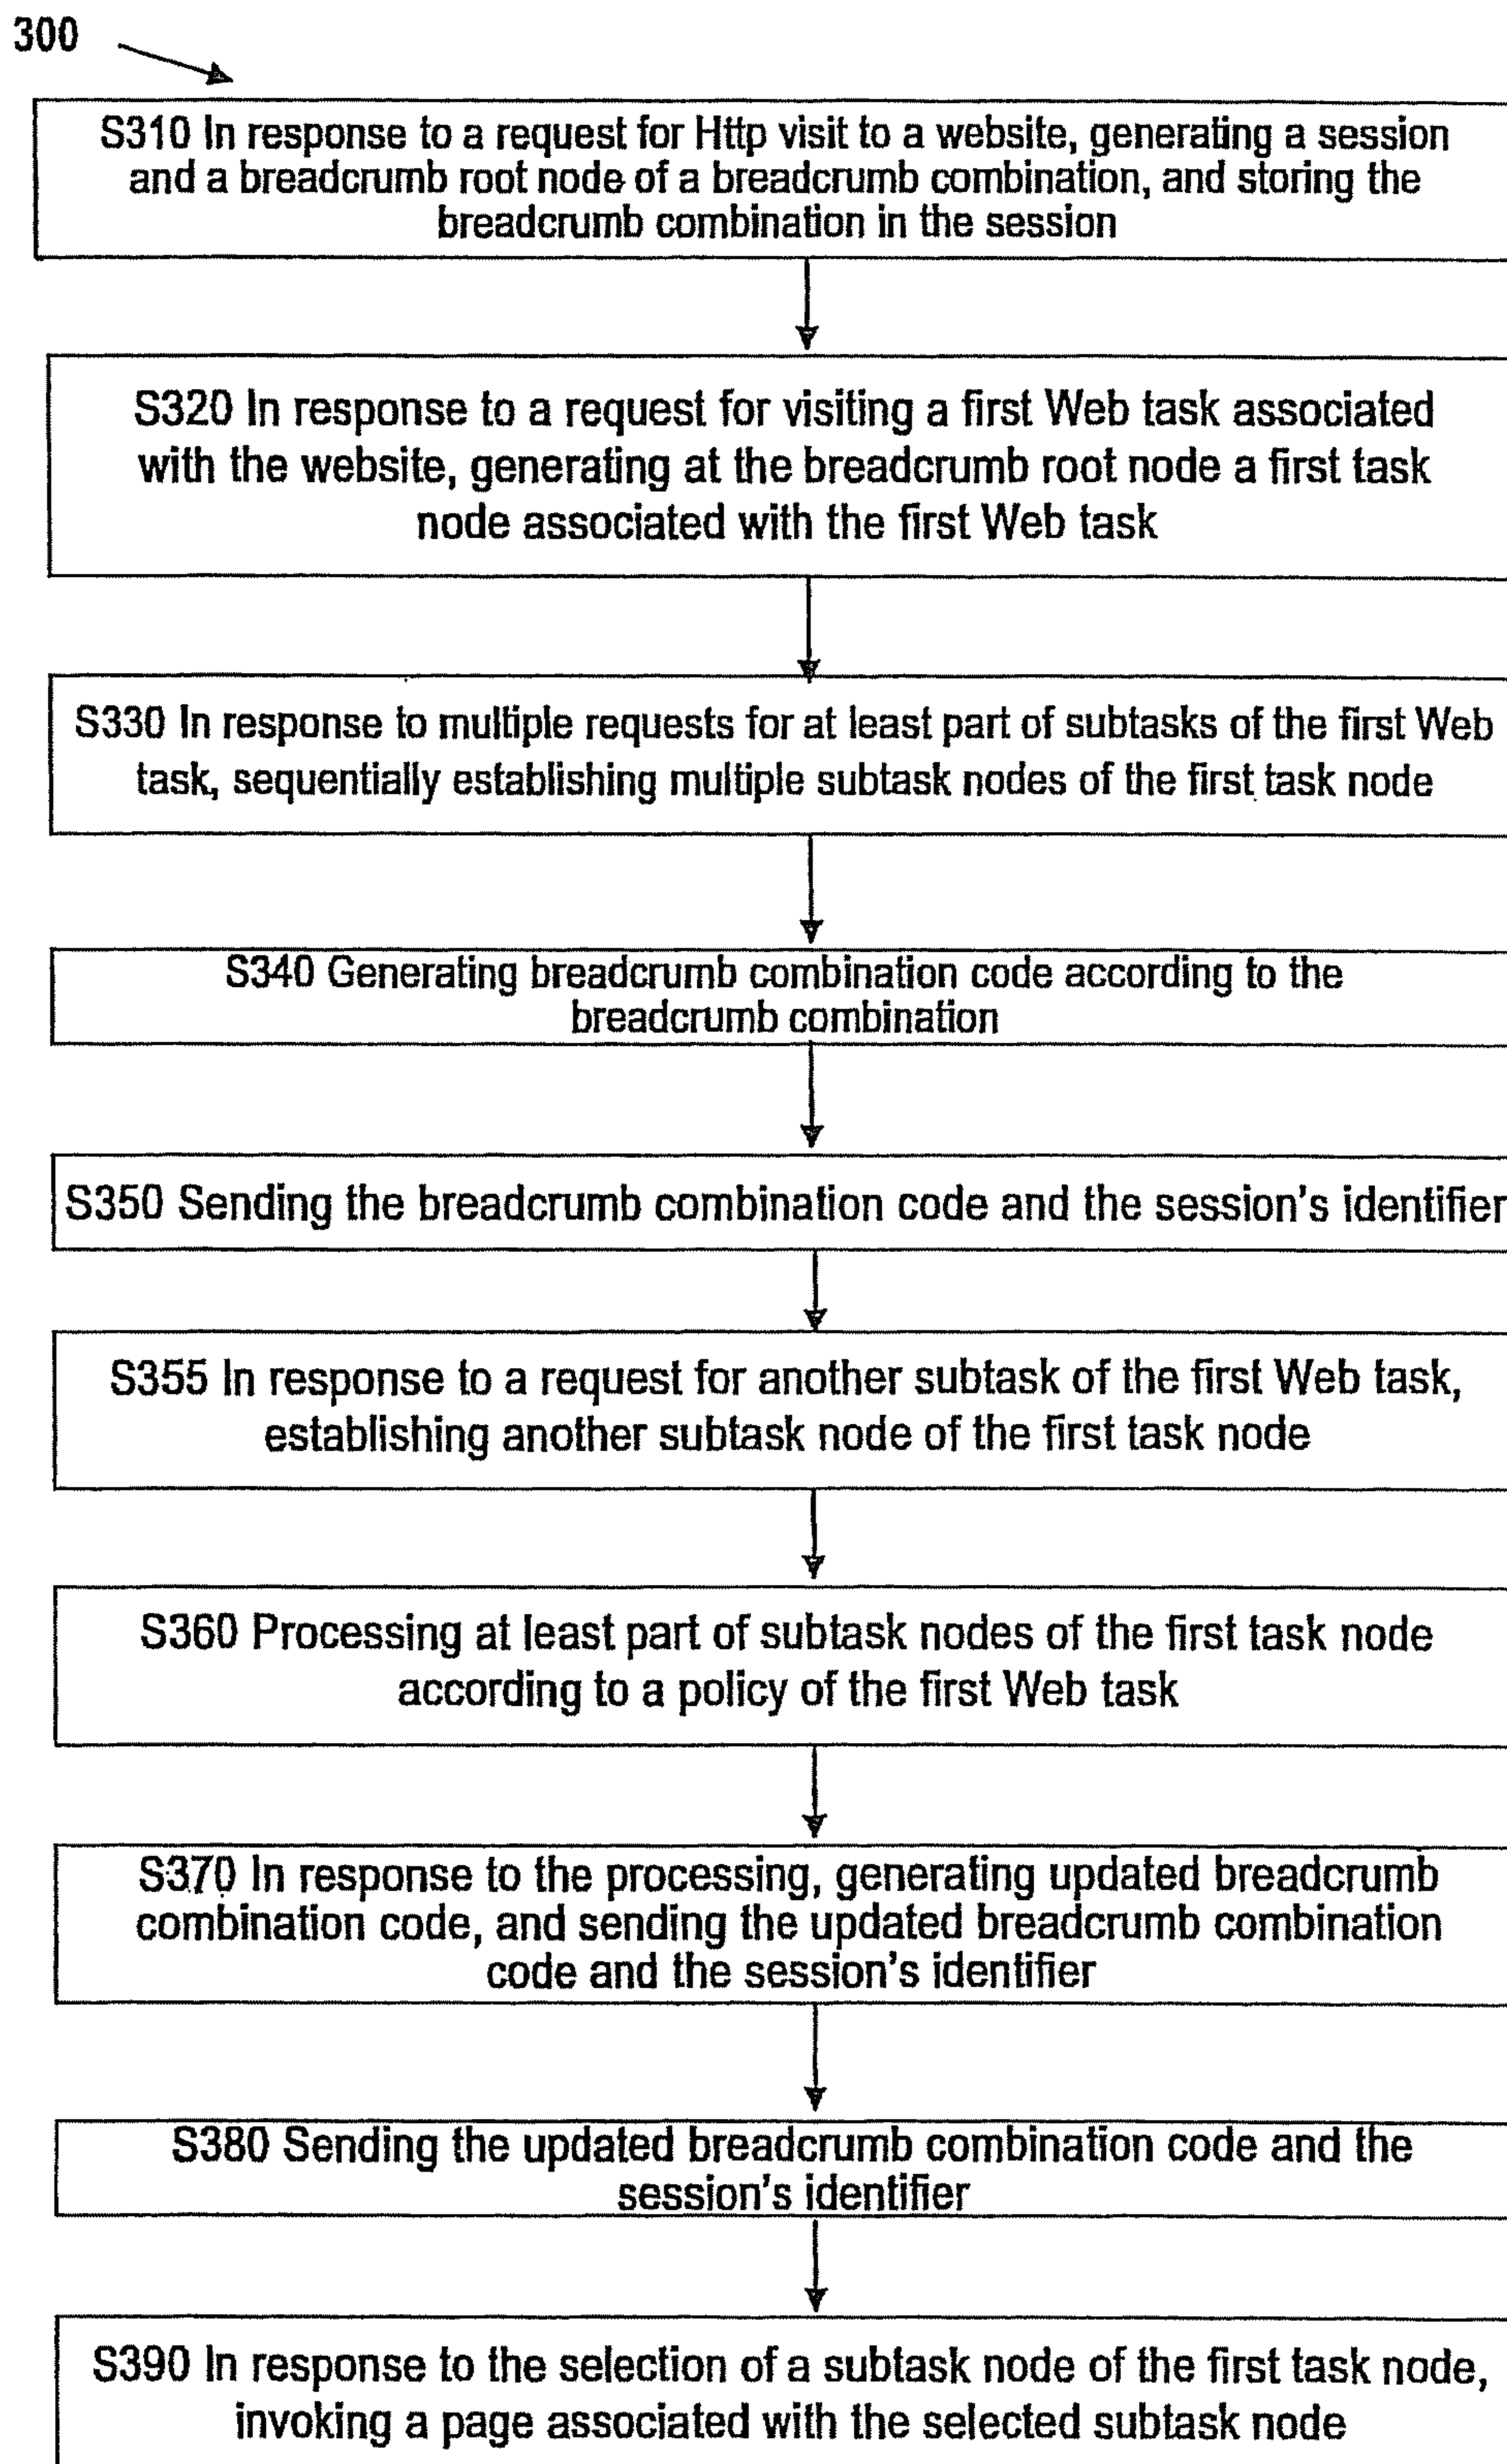 300
S310 In response to a request for Http visit to a website, generating a session
and a breadcrumb root node of a breadcrumb combination, and storing the
breadcrumb combination in the session
S320 In response to a request for visiting a first Web task associated
with the website, generating at the breadcrumb root node a first task
node associated with the first Web task
S330 In response to multiple requests for at least part of subtasks of the first Web
task, sequentially establishing multiple subtask nodes of the first task node
S340 Generating breadcrumb combination code according to the
breadcrumb combination
S350 Sending the breadcrumb combination code and the session's identifier
S355 In response to a request for another subtask of the first Web task,
establishing another subtask node of the first task node
S360 Processing at least part of subtask nodes of the first task node
according to a policy of the first Web task
S370 In response to the processing, generating updated breadcrumb
combination code, and sending the updated breadcrumb combination
code and the session's identifier
S380 Sending the updated breadcrumb combination code and the
session's identifier
S390 In response to the selection of a subtask node of the first task node,
invoking a page associated with the selected subtask node